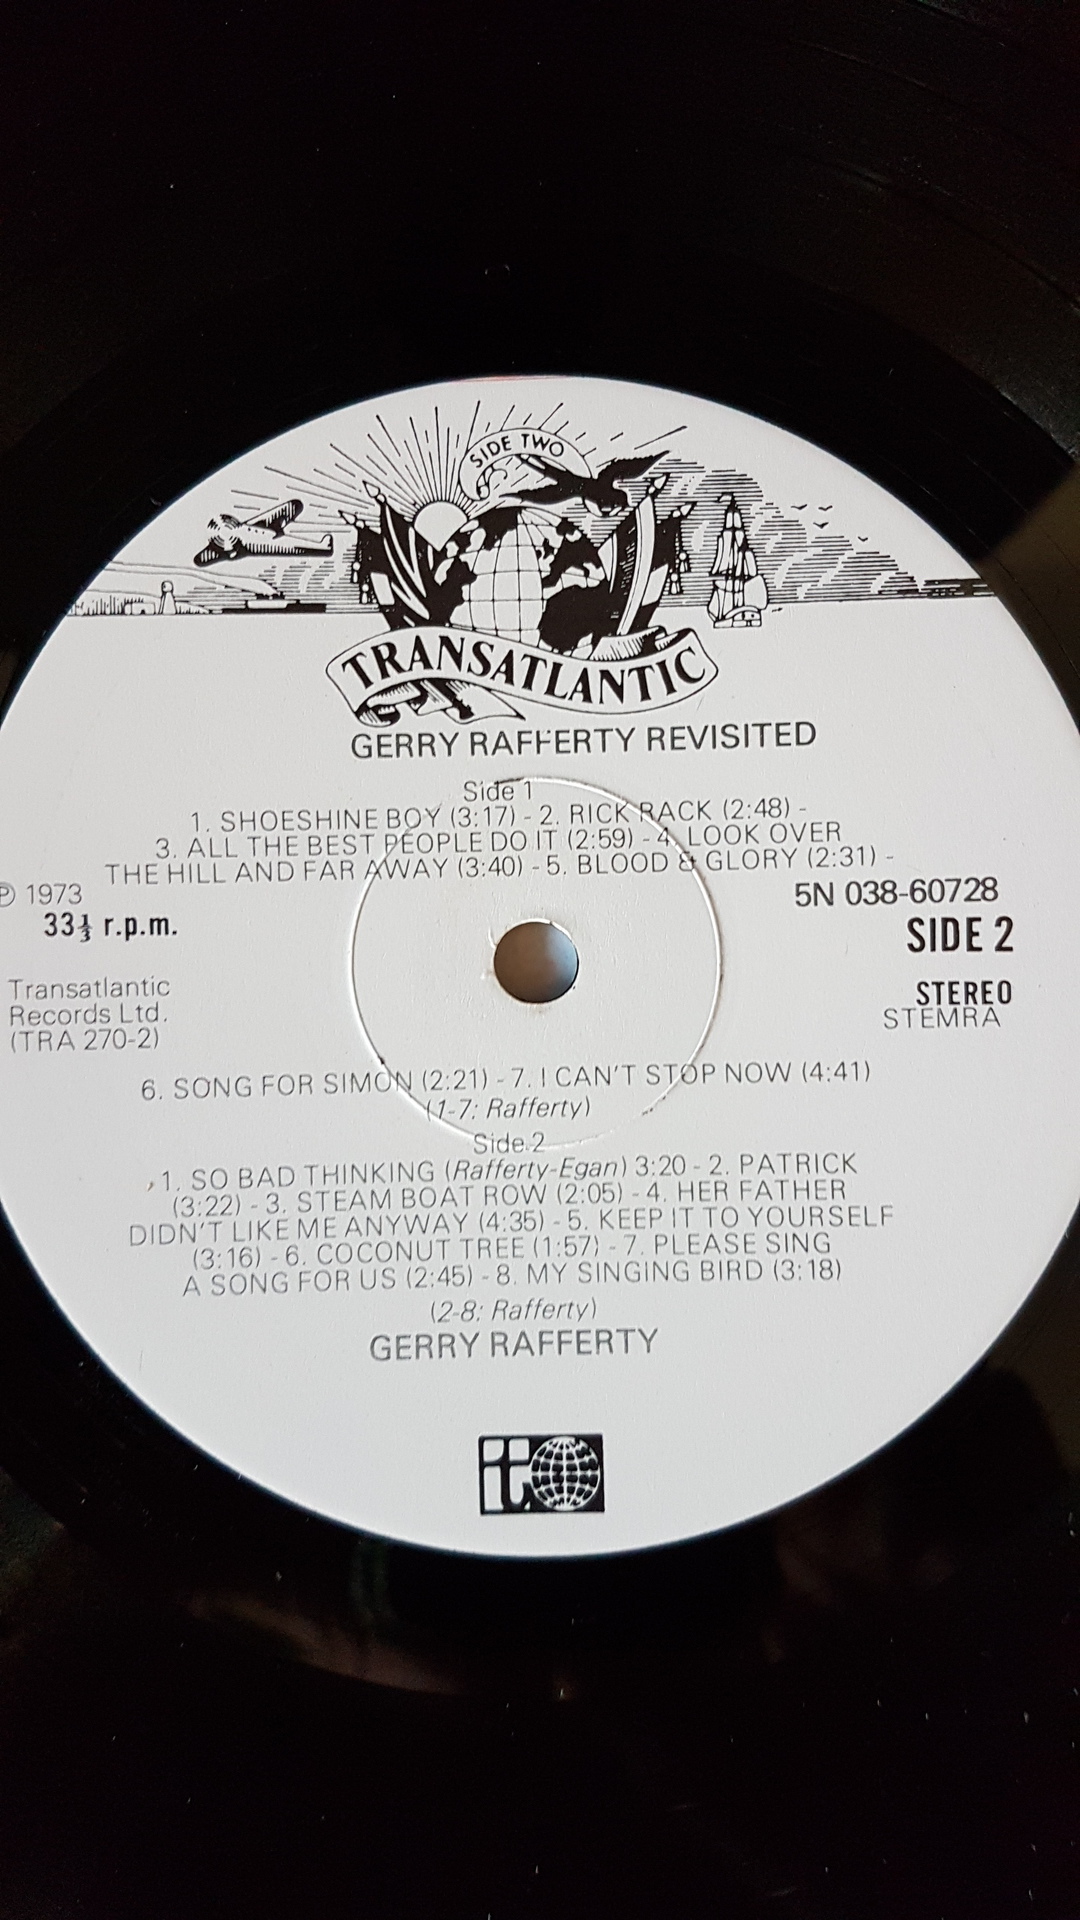 SIDE TWO
TRANSATLANTIC
GERRY RAFFERTY REVISITED
Side 1
1. SHOESHINE BOY (3:17) - 2. RICK RACK (2:48) -
3. ALL THE BEST PEOPLE DO IT (2:59) - 4. LOOK OVER
THE HILL AND FAR AWAY (3:40) - 5. BLOOD & GLORY (2:31) -
℗ 1973
5N 038-60728
33⅓ r.p.m.
SIDE 2
Transatlantic
Records Ltd.
(TRA 270-2)
STEREO
STEMRA
6. SONG FOR SIMON (2:21) - 7. I CAN'T STOP NOW (4:41)
(1-7: Rafferty)
Side 2
1. SO BAD THINKING (Rafferty-Egan) 3:20 - 2. PATRICK
(3:22) - 3. STEAM BOAT ROW (2:05) - 4. HER FATHER
DIDN'T LIKE ME ANYWAY (4:35) - 5. KEEP IT TO YOURSELF
(3:16) - 6. COCONUT TREE (1:57) - 7. PLEASE SING
A SONG FOR US (2:45) - 8. MY SINGING BIRD (3:18)
(2-8: Rafferty)
GERRY RAFFERTY